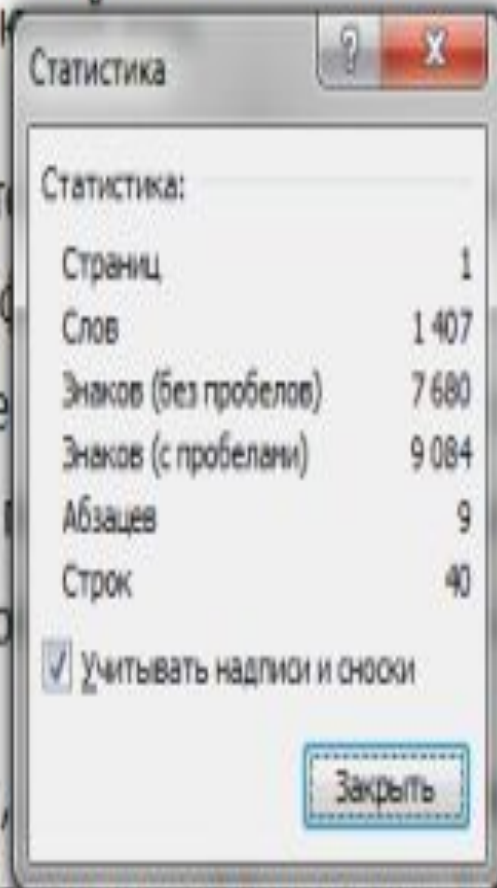 Статистика
Статистика:
Страниц 1
Слов 1 407
Знаков (без пробелов) 7 680
Знаков (с пробелами) 9 084
Абзацев 9
Строк 40
Учитывать надписи и сноски
Закрыть